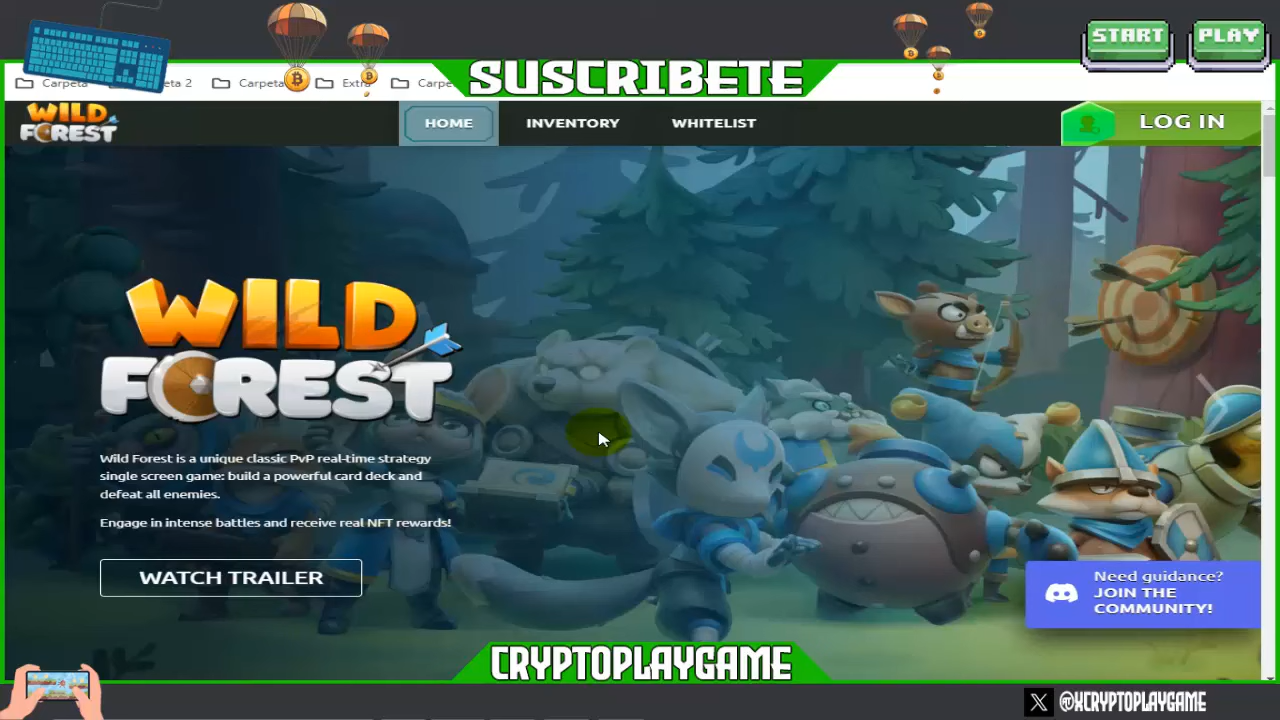 START PLAY
SUSCRIBETE
Carpeta eta 2 Carpeta Extra Carpe
WILD FOREST
HOME INVENTORY WHITELIST
LOG IN
WILD
FOREST
Wild Forest is a unique classic PvP real-time strategy
single screen game: build a powerful card deck and
defeat all enemies.
Engage in intense battles and receive real NFT rewards!
WATCH TRAILER
Need guidance?
JOIN THE
COMMUNITY!
CRYPTOPLAYGAME
X @XCRYPTOPLAYGAME